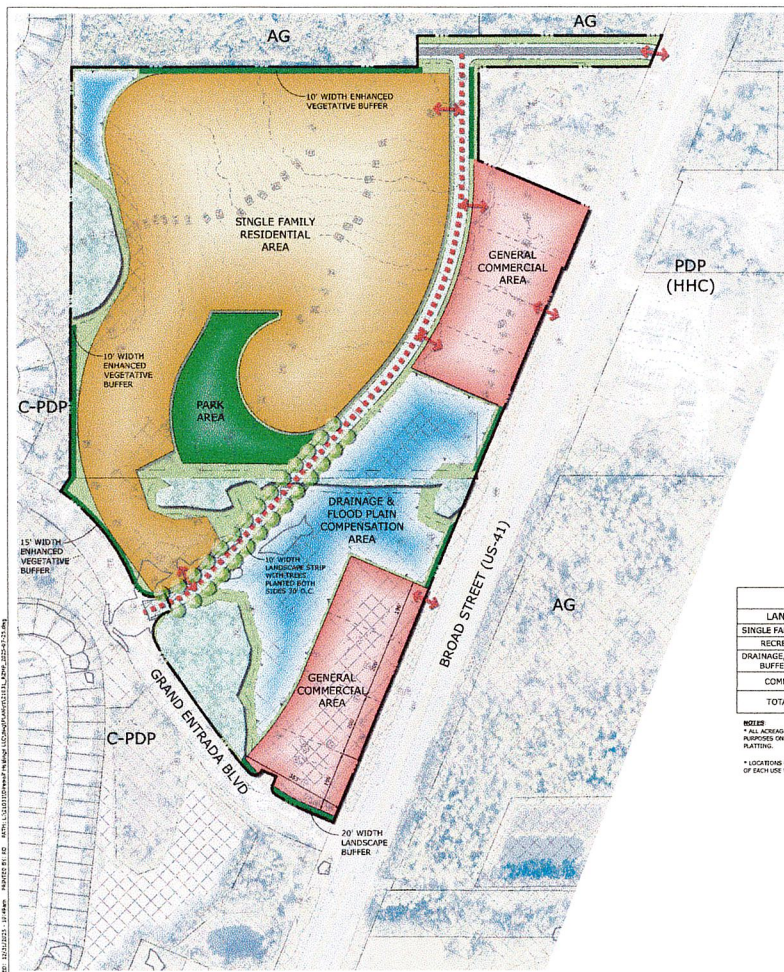 AG
AG
10' WIDTH ENHANCED
VEGETATIVE BUFFER
SINGLE FAMILY
RESIDENTIAL
AREA
GENERAL
COMMERCIAL
AREA
PDP
(HHC)
10' WIDTH
ENHANCED
VEGETATIVE
BUFFER
C-PDP
PARK
AREA
DRAINAGE &
FLOOD PLAIN
COMPENSATION
AREA
15' WIDTH
ENHANCED
VEGETATIVE
BUFFER
10' WIDTH
LANDSCAPE STRIP
WITH TREES
PLANTED BOTH
SIDES 30' O.C.
BROAD STREET (US-41)
AG
GENERAL
COMMERCIAL
AREA
GRAND ENTRADA BLVD
C-PDP
20' WIDTH
LANDSCAPE
BUFFER
LAN
SINGLE FA
RECRE
DRAINAGE,
BUFFE
COM
TOTA
NOTES:
* ALL ACREAG
PURPOSES ON
PLATTING.
* LOCATIONS
OF EACH USE